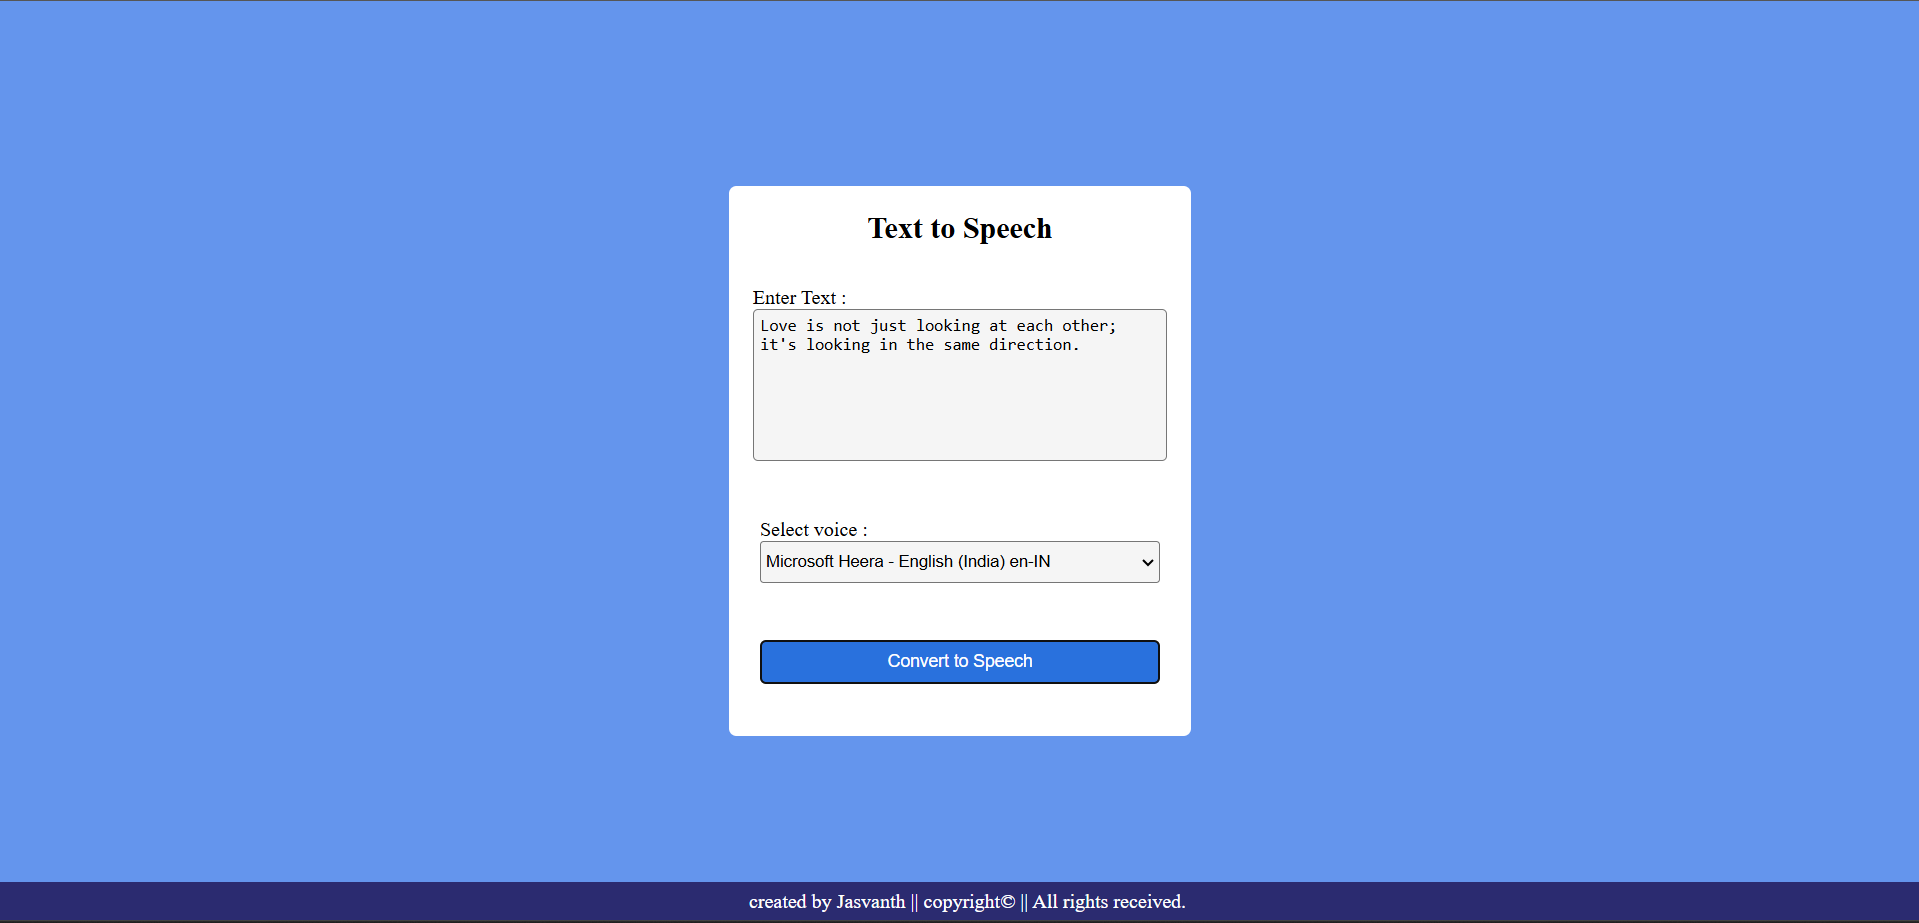 Text to Speech
Enter Text :
Love is not just looking at each other;
it's looking in the same direction.
Select voice :
Microsoft Heera - English (India) en-IN
Convert to Speech
created by Jasvanth || copyright© || All rights received.